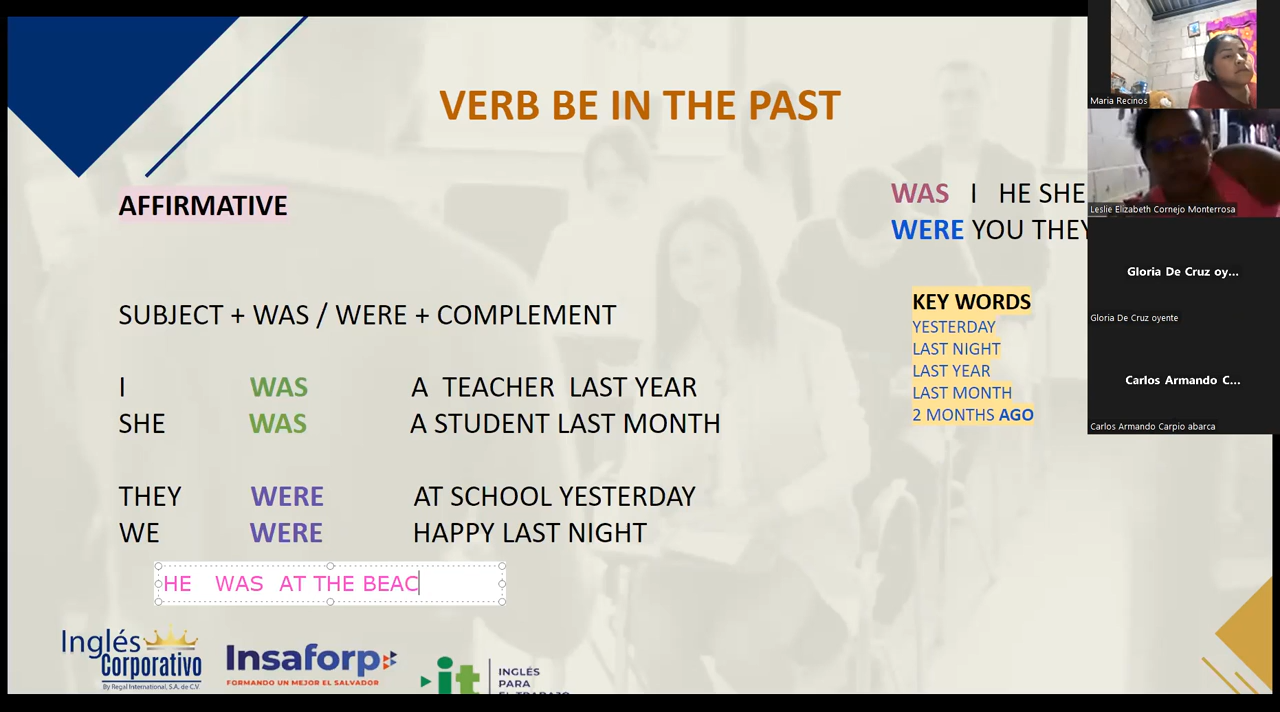 VERB BE IN THE PAST
AFFIRMATIVE
WAS I HE SHE
WERE YOU THEY
SUBJECT + WAS / WERE + COMPLEMENT
KEY WORDS
YESTERDAY
LAST NIGHT
LAST YEAR
LAST MONTH
2 MONTHS AGO
I WAS A TEACHER LAST YEAR
SHE WAS A STUDENT LAST MONTH
THEY WERE AT SCHOOL YESTERDAY
WE WERE HAPPY LAST NIGHT
HE WAS AT THE BEAC
Inglés
Corporativo
By Regal International, S.A. de C.V.
Insaforp
FORMANDO UN MEJOR EL SALVADOR
it
INGLÉS
PARA
EL TRABAJO
Maria Recinos
Leslie Elizabeth Cornejo Monterrosa
Gloria De Cruz oy...
Gloria De Cruz oyente
Carlos Armando C...
Carlos Armando Carpio abarca